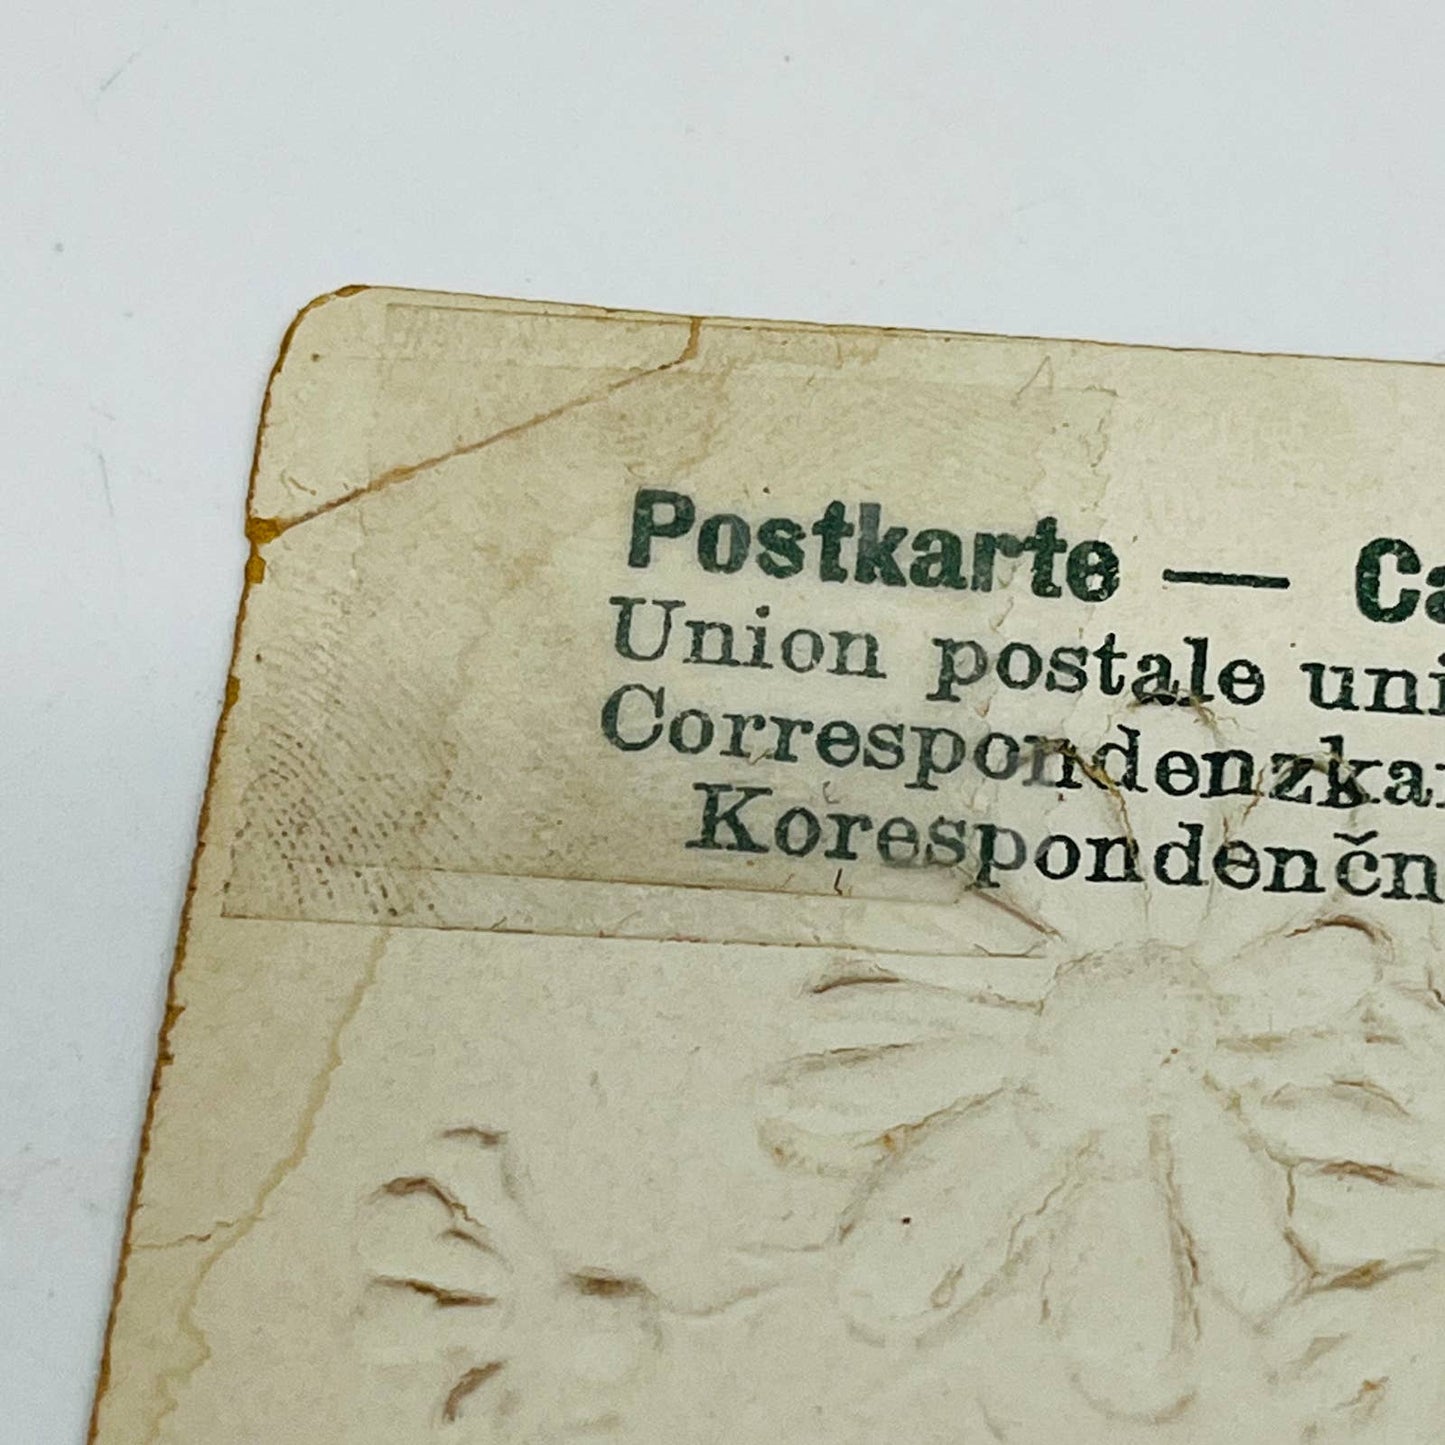 Postkarte — Ca
Union postale uni
Correspondenzkar
Korespondenčn